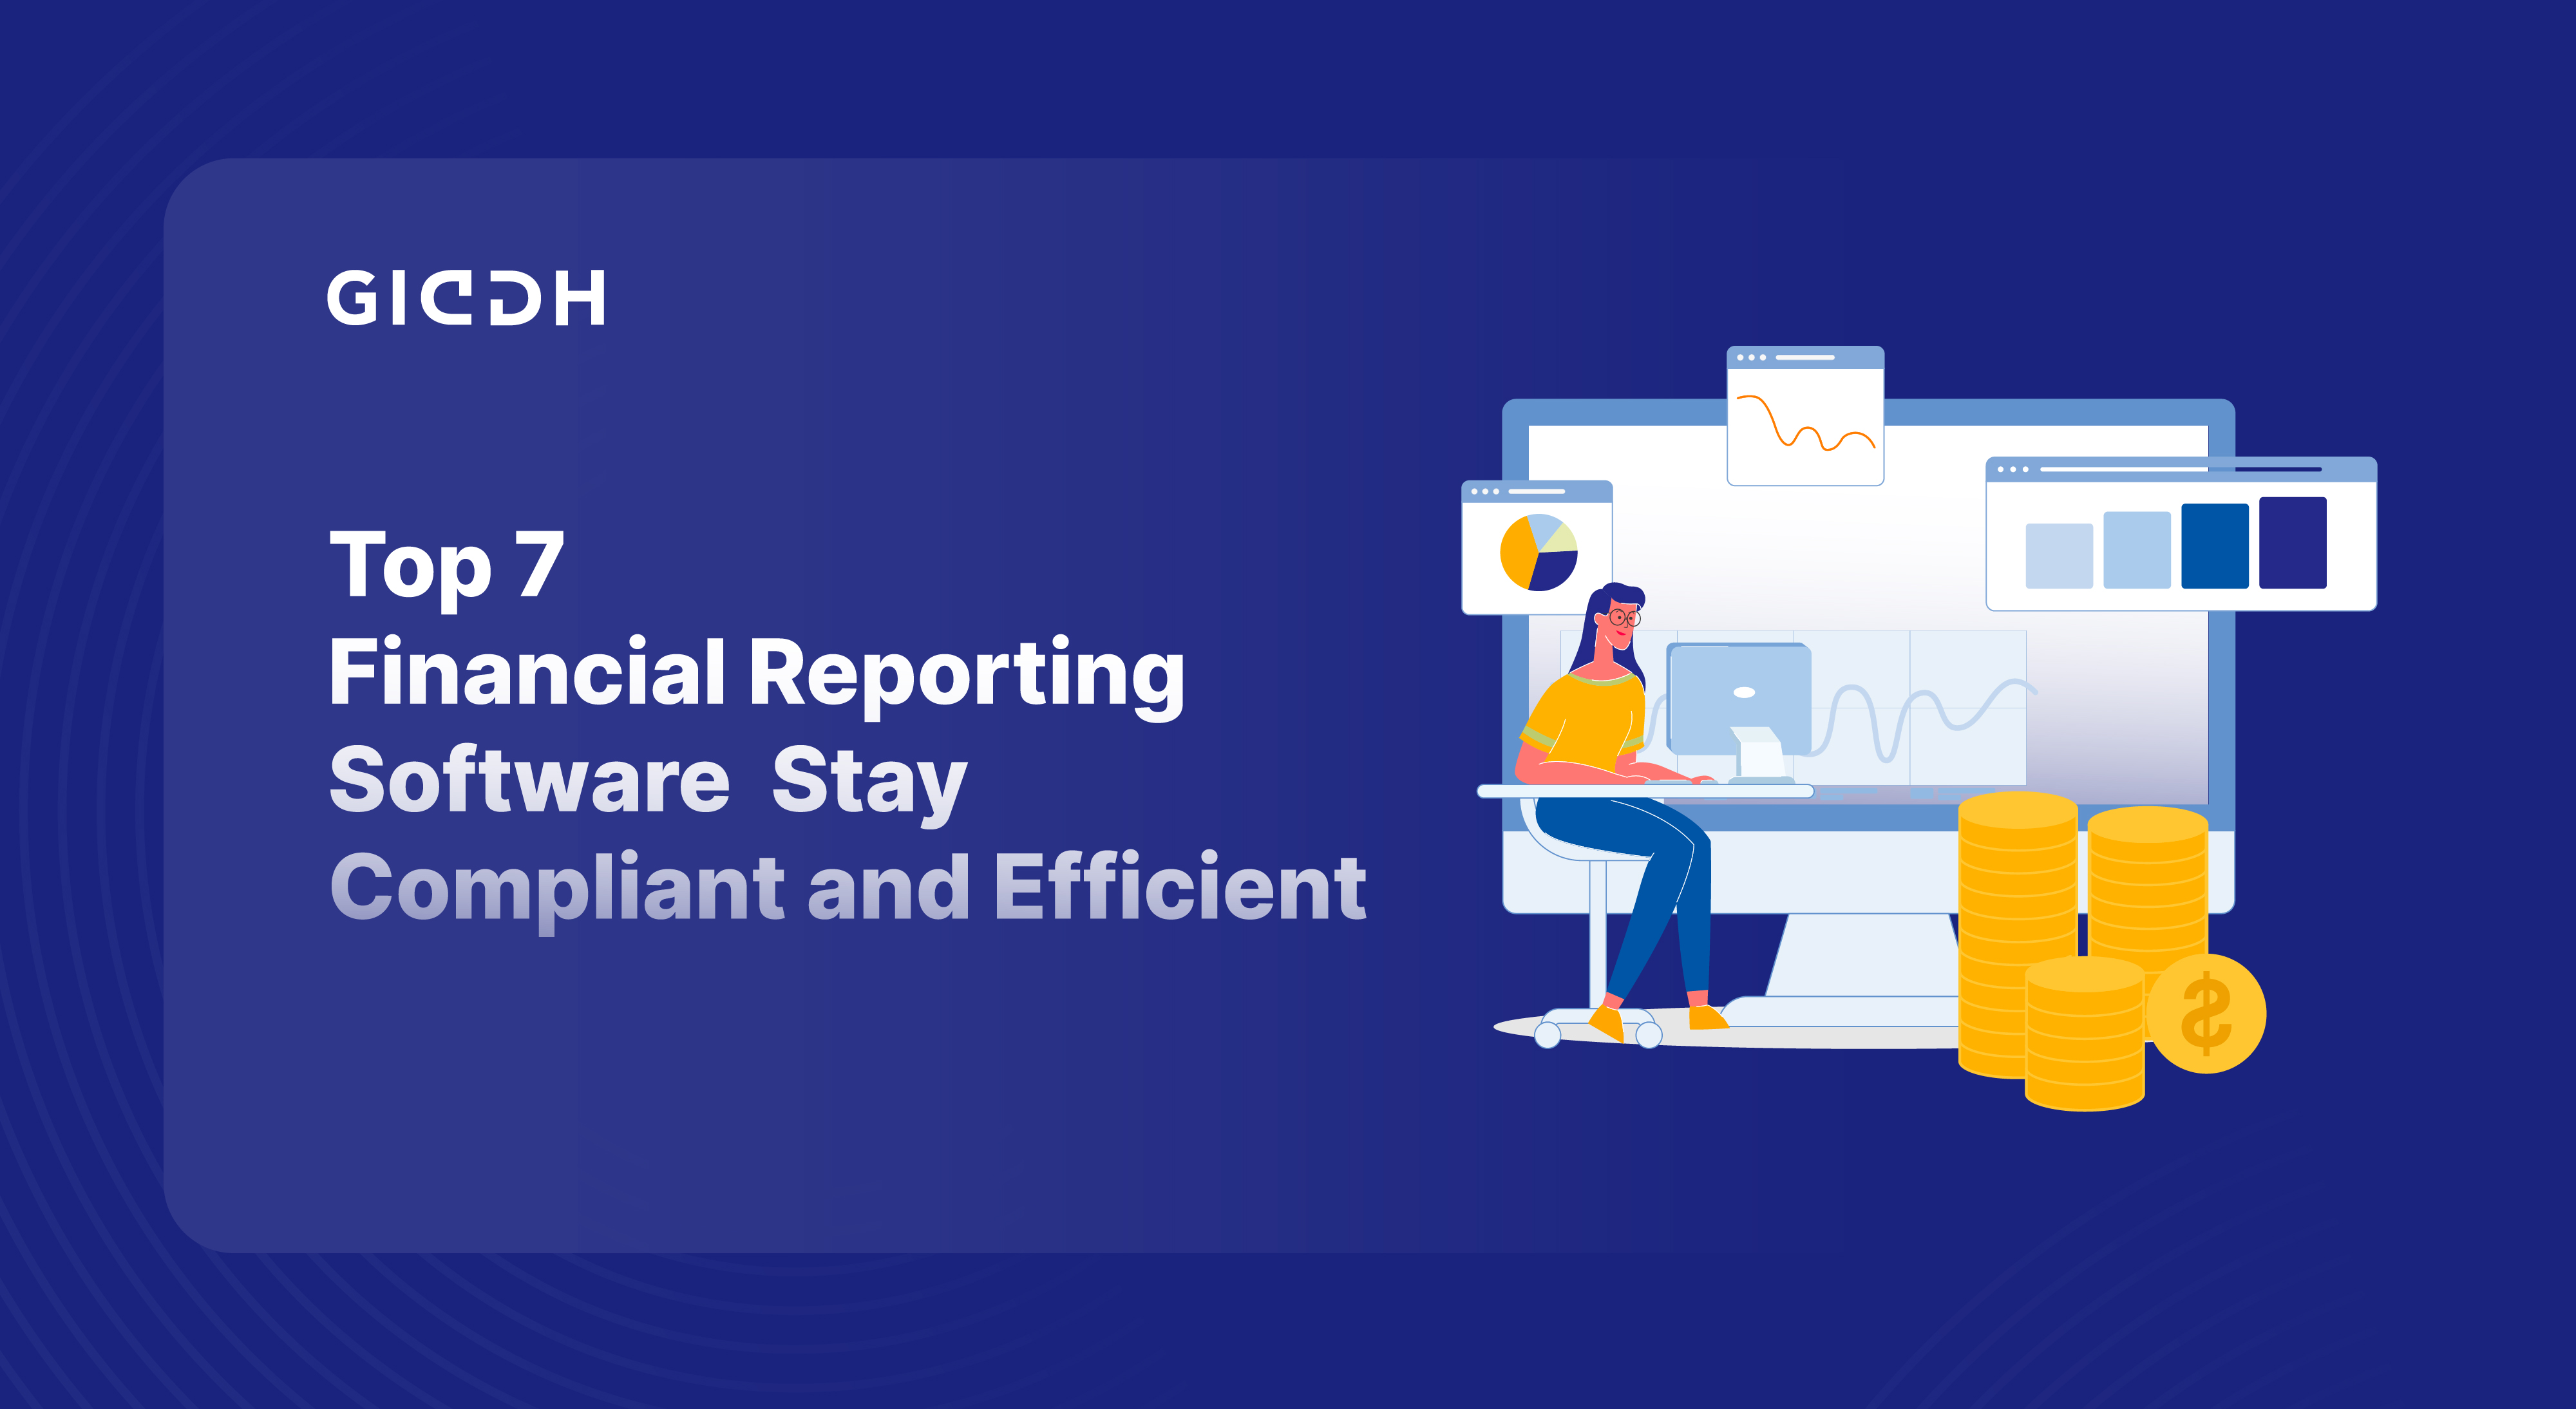 GIDDH
Top 7
Financial Reporting
Software Stay
Compliant and Efficient